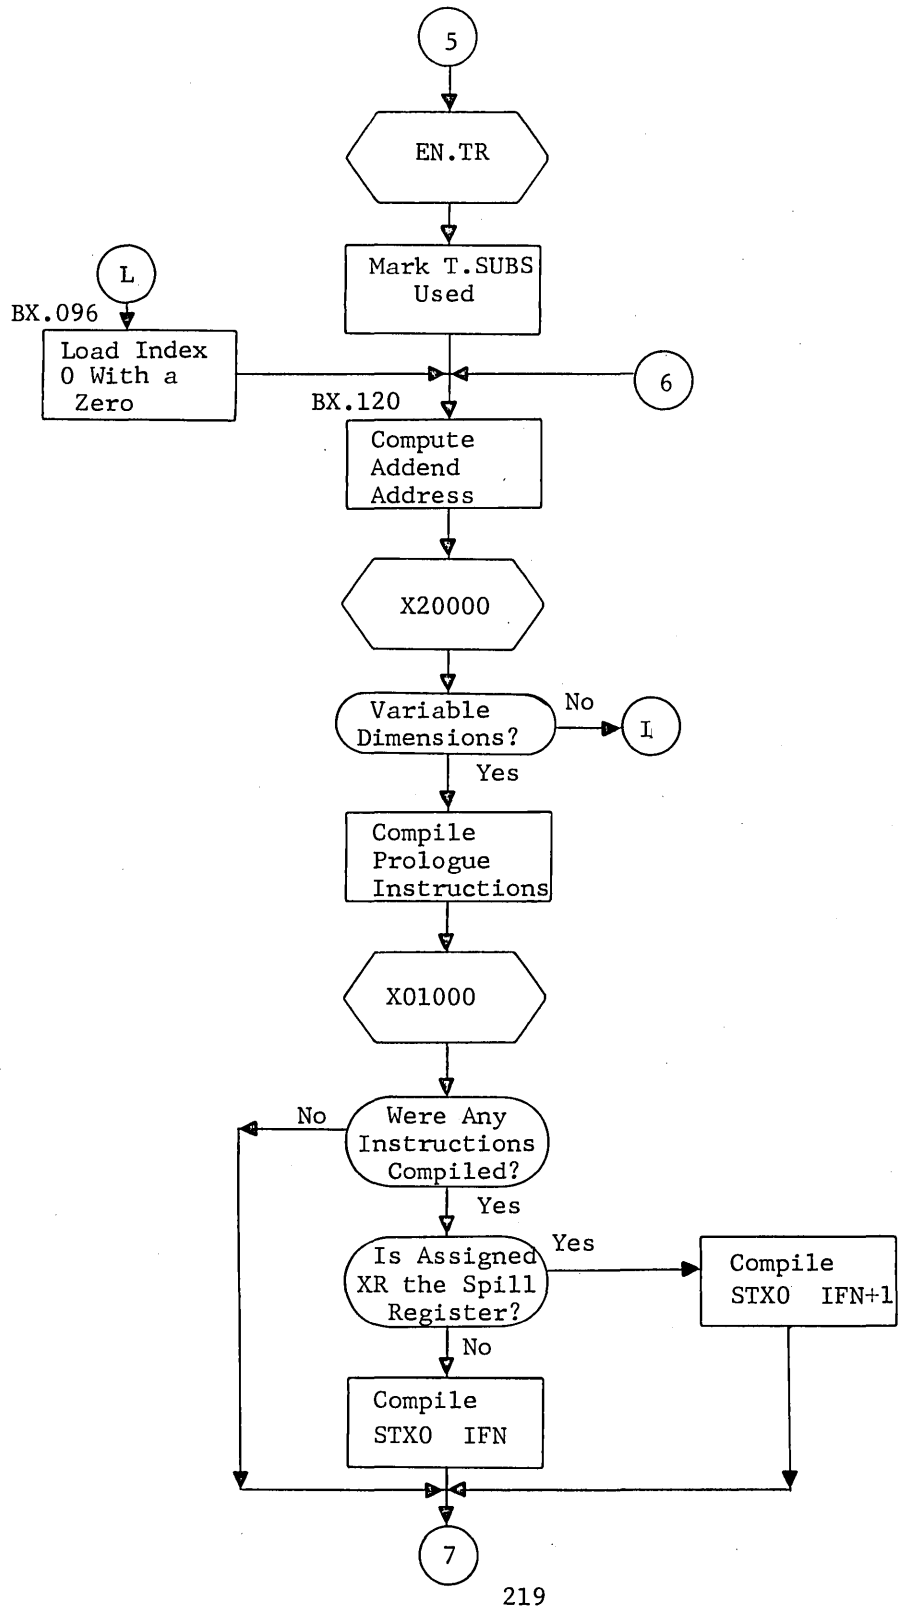 5
EN.TR
Mark T.SUBS
Used
L
BX.096
Load Index
0 With a
Zero
6
BX.120
Compute
Addend
Address
X20000
Variable
Dimensions?
No
I
Yes
Compile
Prologue
Instructions
X01000
Were Any
Instructions
Compiled?
No
Yes
Is Assigned
XR the Spill
Register?
Yes
Compile
STX0 IFN+1
No
Compile
STX0 IFN
7
219